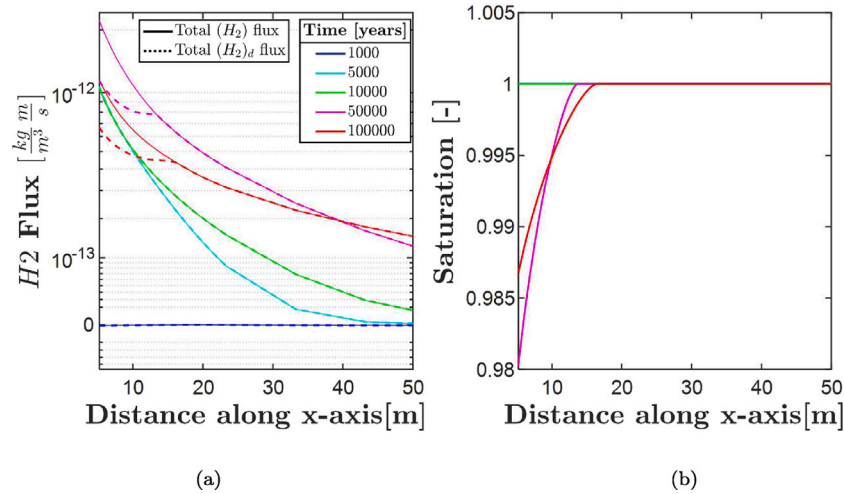 Total (H₂) flux
Total (H₂)_d flux
Time [years]
1000
5000
10000
50000
100000
H2 Flux [kg/m³ m/s]
10⁻¹²
10⁻¹³
0
10 20 30 40 50
Distance along x-axis[m]
(a)
Saturation [-]
1.005
1
0.995
0.99
0.985
0.98
10 20 30 40 50
Distance along x-axis[m]
(b)